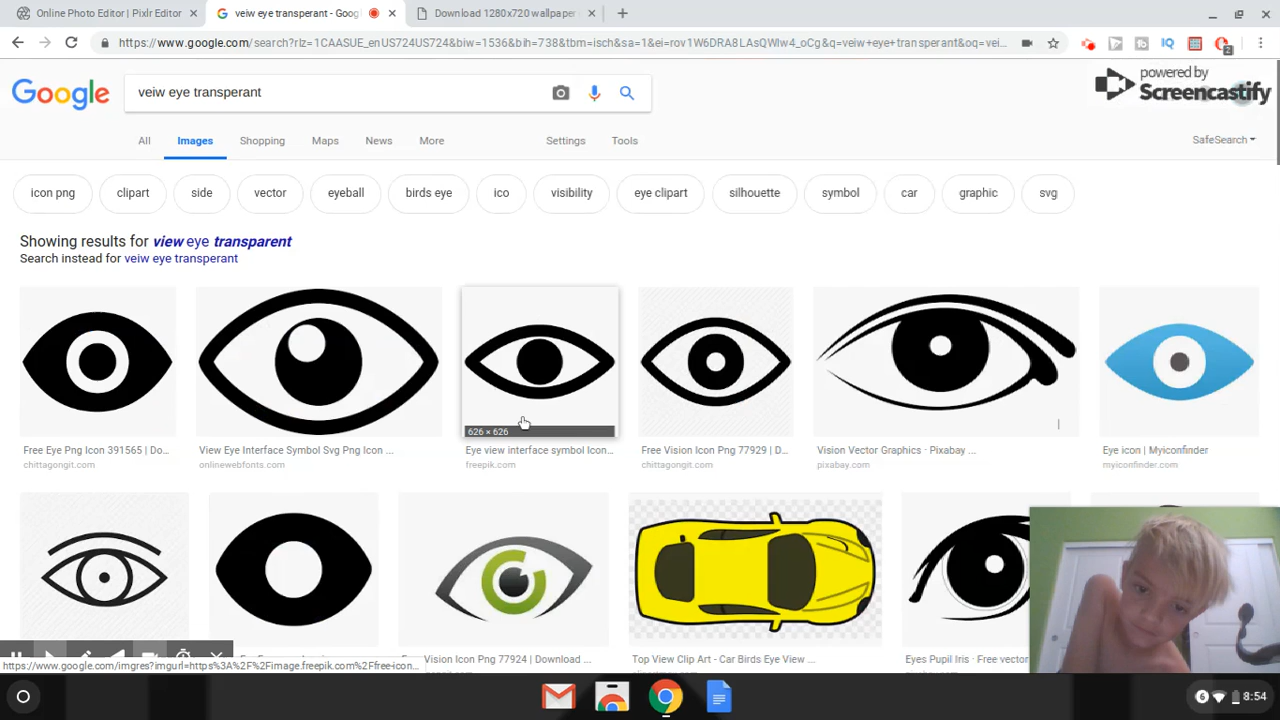 Online Photo Editor | Pixlr Editor
veiw eye transperant - Goog
Download 1280x720 wallpaper
https://www.google.com/search?rlz=1CAASUE_enUS724US724&biw=1536&bih=738&tbm=isch&sa=1&ei=rov1W6DRA8LAsQWlw4_oCg&q=veiw+eye+transperant&oq=vei...
Google
veiw eye transperant
powered by
Screencastify
All Images Shopping Maps News More Settings Tools
SafeSearch
icon png clipart side vector eyeball birds eye ico visibility eye clipart silhouette symbol car graphic svg
Showing results for view eye transparent
Search instead for veiw eye transperant
626 × 626
Free Eye Png Icon 391565 | Do...
chittagongit.com
View Eye Interface Symbol Svg Png Icon ...
onlinewebfonts.com
Eye view interface symbol Icon...
freepik.com
Free Vision Icon Png 77929 | D...
chittagongit.com
Vision Vector Graphics · Pixabay ...
pixabay.com
Eye icon | Myiconfinder
myiconfinder.com
Vision Icon Png 77924 | Download ...
Top View Clip Art - Car Birds Eye View ...
Eyes Pupil Iris · Free vector
https://www.google.com/imgres?imgurl=https%3A%2F%2Fimage.freepik.com%2Ffree-icon...
6
8:54